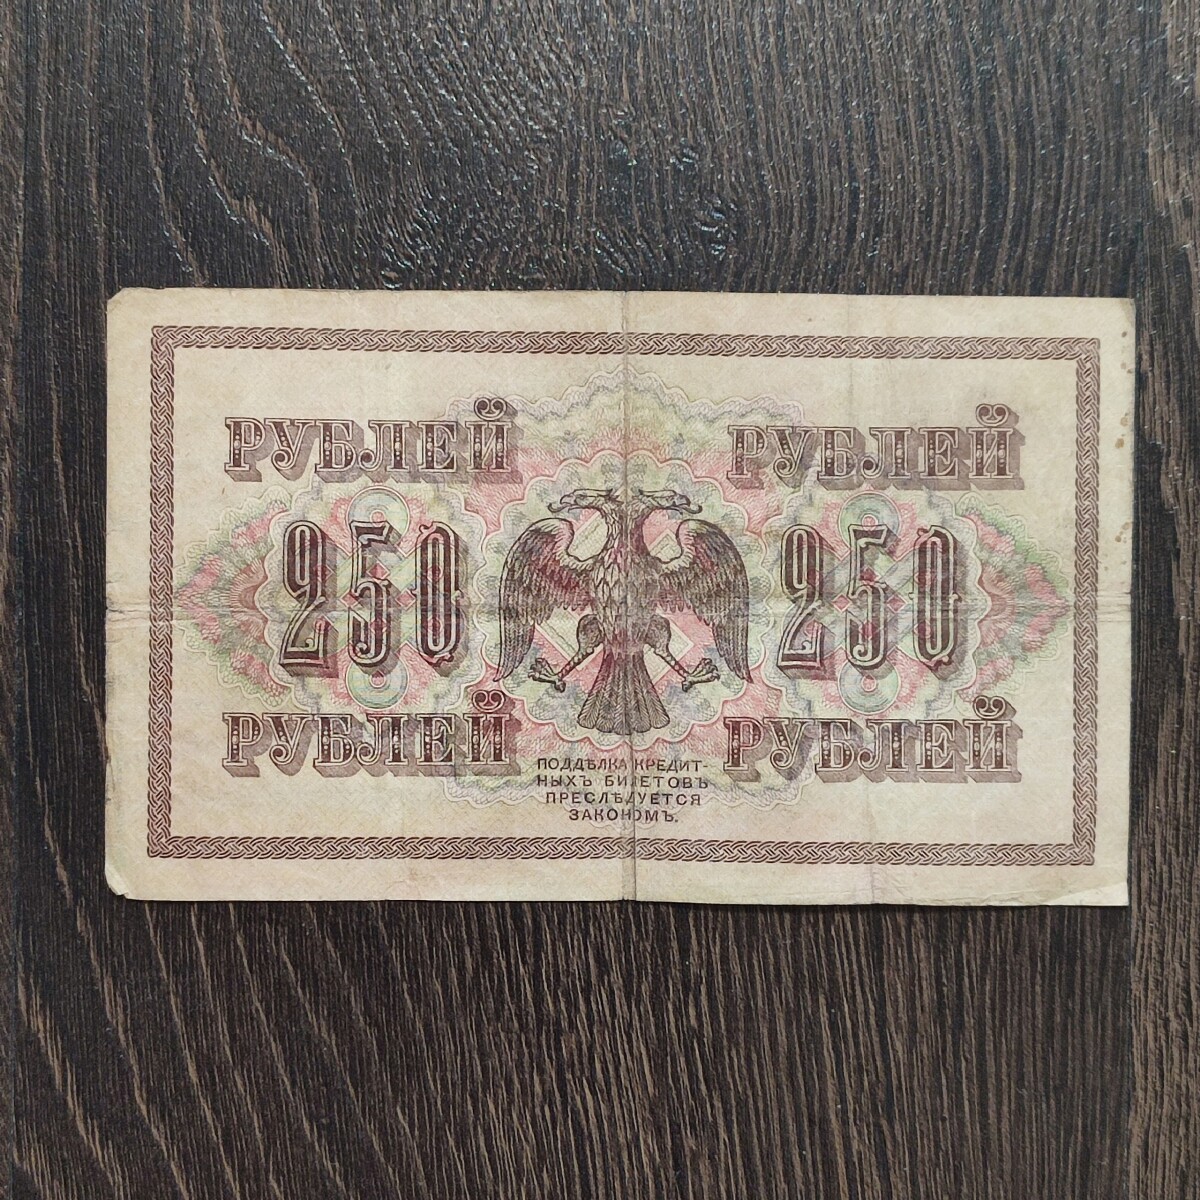 РУБЛЕЙ РУБЛЕЙ
250 250
РУБЛЕЙ РУБЛЕЙ
ПОДДѢЛКА КРЕДИТ-
НЫХЪ БИЛЕТОВЪ
ПРЕСЛѢДУЕТСЯ
ЗАКОНОМЪ.